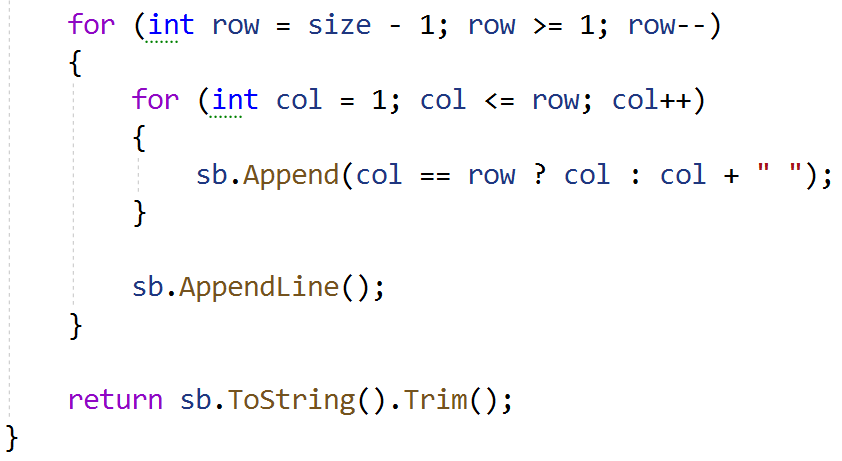 for (int row = size - 1; row >= 1; row--)
{
    for (int col = 1; col <= row; col++)
    {
        sb.Append(col == row ? col : col + " ");
    }

    sb.AppendLine();
}

return sb.ToString().Trim();
}